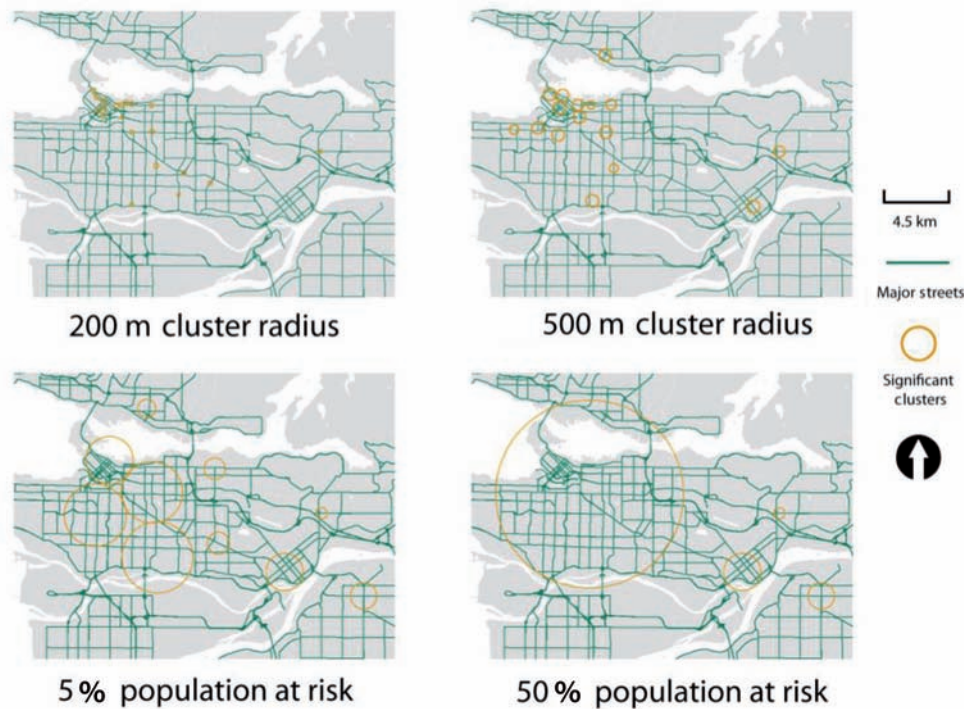 200 m cluster radius
500 m cluster radius
4.5 km
Major streets
Significant
clusters
5 % population at risk
50 % population at risk